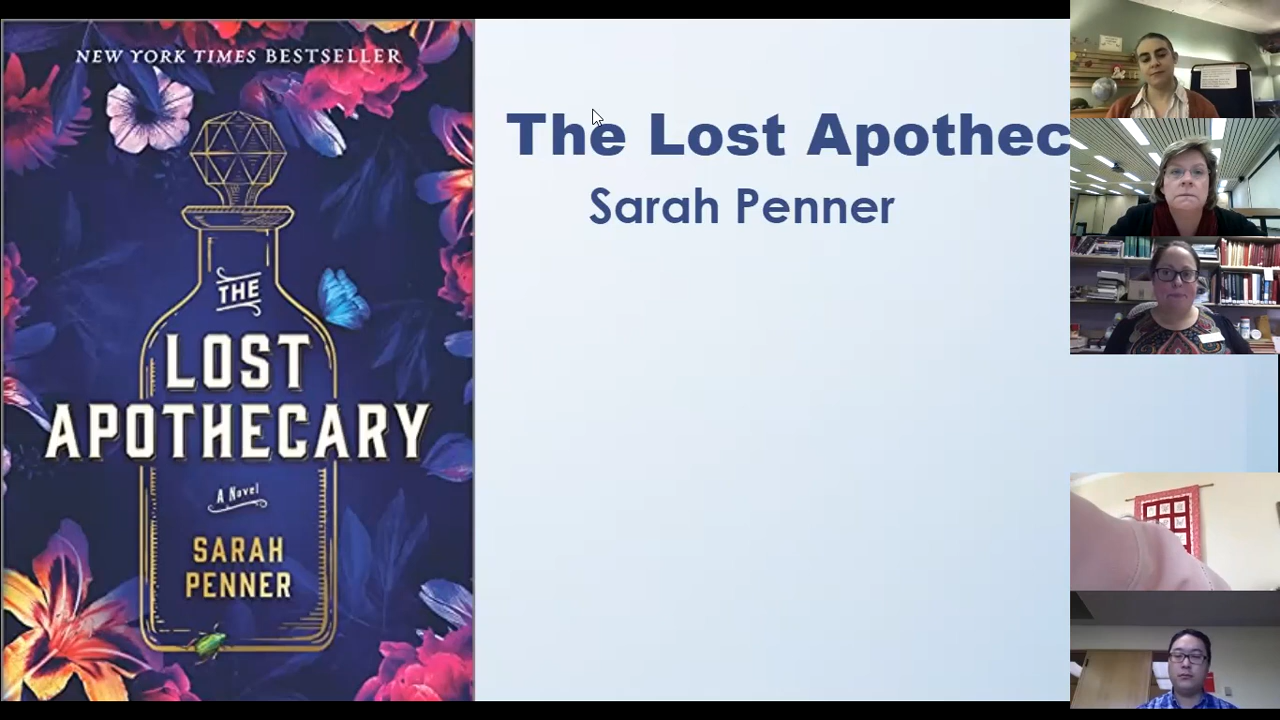 NEW YORK TIMES BESTSELLER
THE
LOST
APOTHECARY
A Novel
SARAH
PENNER
The Lost Apothec
Sarah Penner